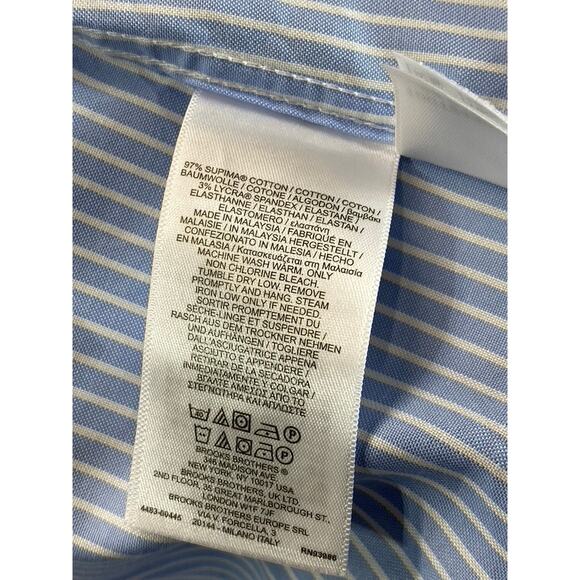 97% SUPIMA® COTTON / COTTON / COTON /
BAUMWOLLE / COTONE / ALGODON / βαμβάκι
3% LYCRA® SPANDEX / ELASTANE /
ELASTHANNE / ELASTHAN / ELASTAN /
ELASTOMERO / ελαστάνη
MADE IN MALAYSIA / FABRIQUÉ EN
MALAISIE / IN MALAYSIA HERGESTELLT /
CONFEZIONATO IN MALESIA / HECHO
EN MALASIA / Κατασκευάζεται στη Μαλαισία
MACHINE WASH WARM. ONLY
NON CHLORINE BLEACH.
TUMBLE DRY LOW. REMOVE
PROMPTLY AND HANG. STEAM
IRON LOW ONLY IF NEEDED.
SORTIR PROMPTEMENT DU
SÈCHE-LINGE ET SUSPENDRE /
RASCH AUS DEM TROCKNER NEHMEN
UND AUFHÄNGEN / TOGLIERE
DALL'ASCIUGATRICE APPENA
ASCIUTTO E APPENDERE /
RETIRAR DE LA SECADORA
INMEDIATAMENTE Y COLGAR /
ΒΓΑΛΤΕ ΑΜΕΣΩΣ ΑΠΟ ΤΟ
ΣΤΕΓΝΩΤΗΡΙΟ ΚΑΙ ΑΠΛΩΣΤΕ
BROOKS BROTHERS ®
346 MADISON AVE
NEW YORK, NY 10017 USA
BROOKS BROTHERS, UK LTD.
2ND FLOOR, 35 GREAT MARLBOROUGH ST.,
LONDON W1F 7JF
BROOKS BROTHERS EUROPE SRL
VIA V. FORCELLA, 3
20144 - MILANO ITALY